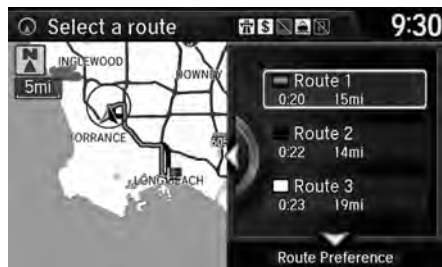 Select a route
9:30
N
5mi
INGLEWOOD
DOWNEY
TORRANCE
605
LONG BEACH
Route 1
0:20 15mi
Route 2
0:22 14mi
Route 3
0:23 19mi
Route Preference